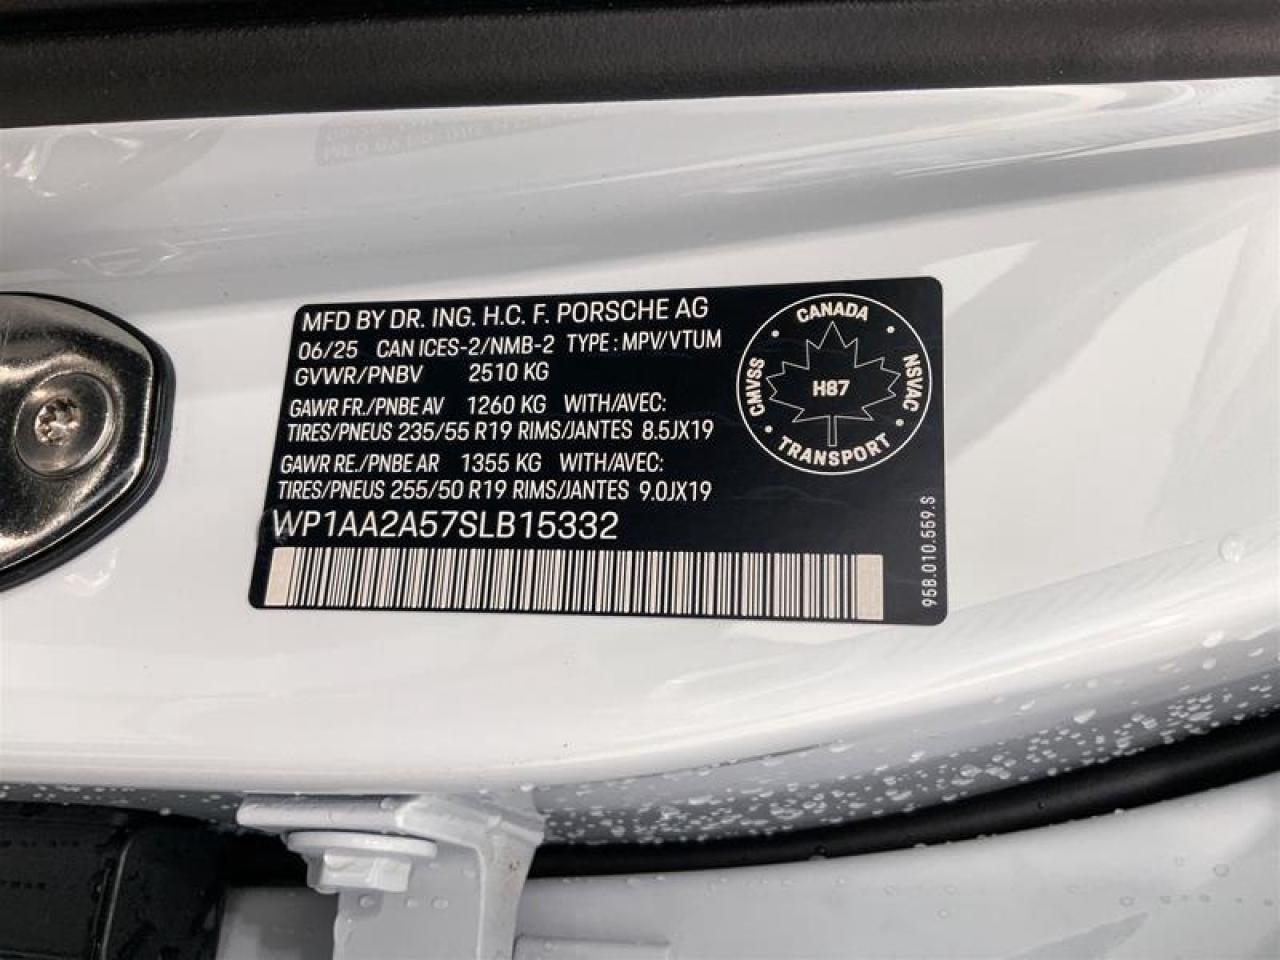 MFD BY DR. ING. H.C. F. PORSCHE AG
06/25 CAN ICES-2/NMB-2 TYPE : MPV/VTUM
GVWR/PNBV 2510 KG
GAWR FR./PNBE AV 1260 KG WITH/AVEC:
TIRES/PNEUS 235/55 R19 RIMS/JANTES 8.5JX19
GAWR RE./PNBE AR 1355 KG WITH/AVEC:
TIRES/PNEUS 255/50 R19 RIMS/JANTES 9.0JX19
WP1AA2A57SLB15332
CANADA
CMVSS
H87
NSVAC
TRANSPORT
95B.010.559.S